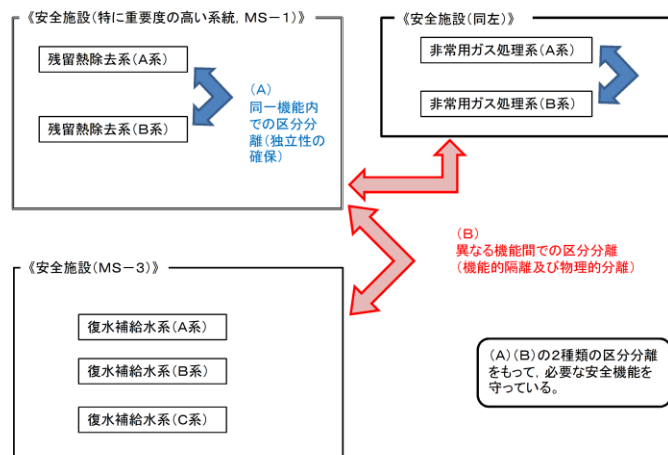 《安全施設(特に重要度の高い系統,MS-1)》
残留熱除去系(A系)
残留熱除去系(B系)
(A)
同一機能内
での区分分
離(独立性の
確保)
《安全施設(同左)》
非常用ガス処理系(A系)
非常用ガス処理系(B系)
(B)
異なる機能間での区分分離
(機能的隔離及び物理的分離)
《安全施設(MS-3)》
復水補給水系(A系)
復水補給水系(B系)
復水補給水系(C系)
(A)(B)の2種類の区分分離
をもって,必要な安全機能を
守っている。